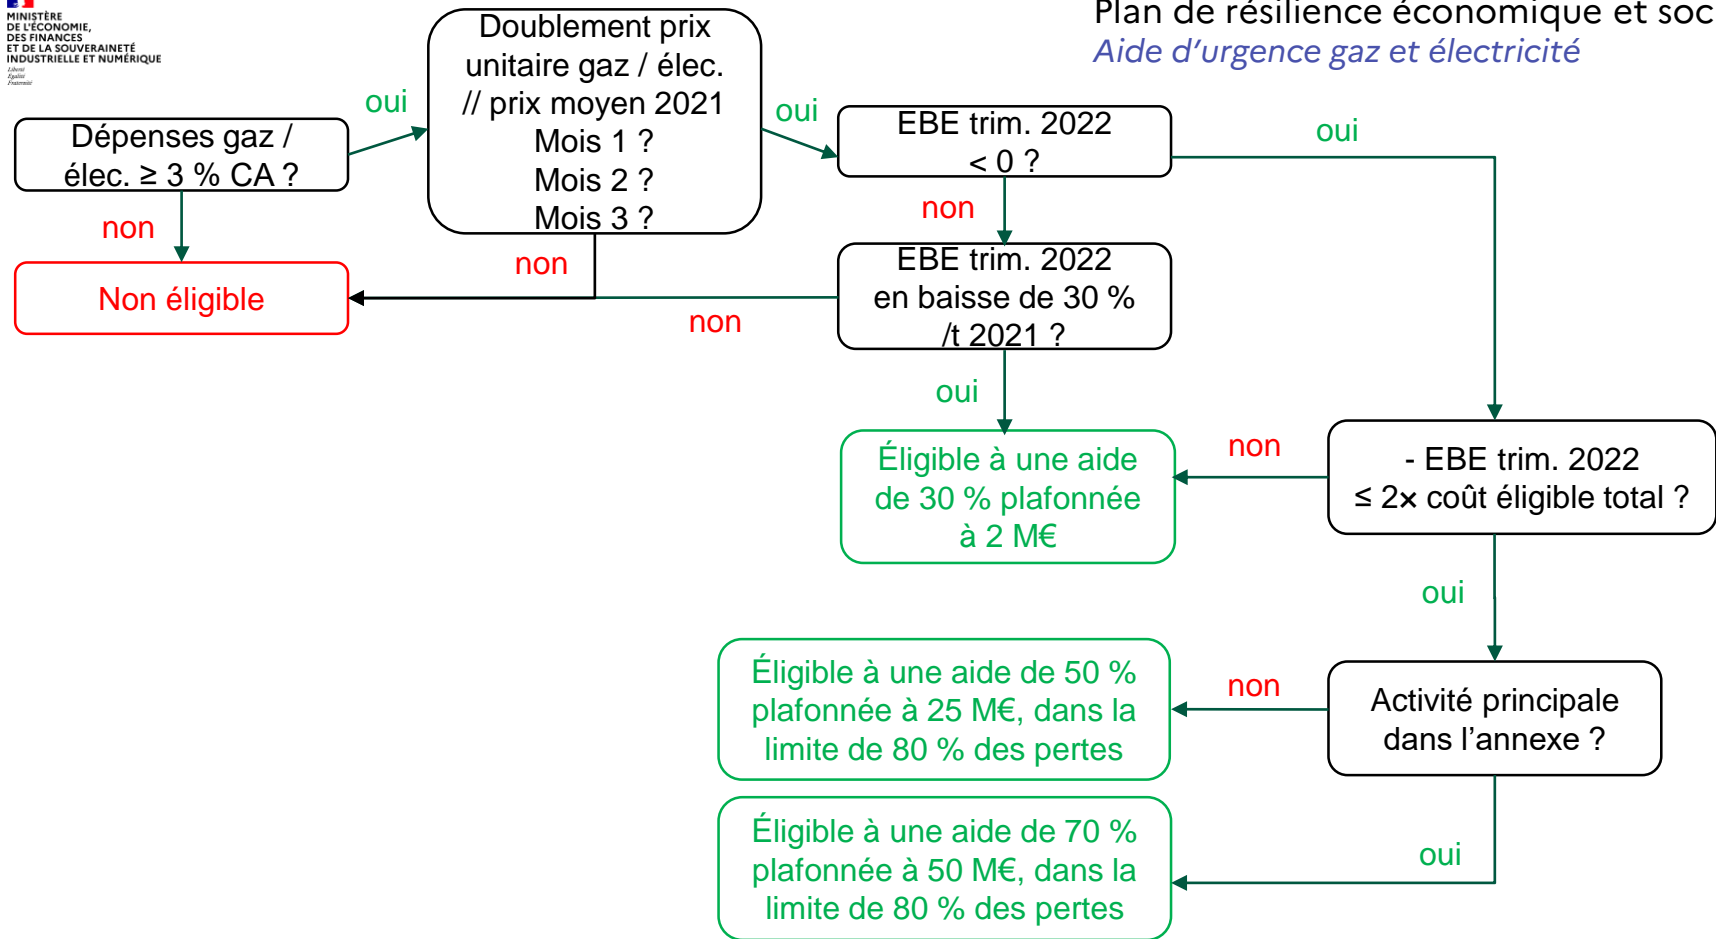 MINISTÈRE
DE L'ÉCONOMIE,
DES FINANCES
ET DE LA SOUVERAINETÉ
INDUSTRIELLE ET NUMÉRIQUE
Liberté
Égalité
Fraternité
Plan de résilience économique et soc
Aide d'urgence gaz et électricité
Dépenses gaz /
élec. ≥ 3 % CA ?
oui
non
Doublement prix
unitaire gaz / élec.
// prix moyen 2021
Mois 1 ?
Mois 2 ?
Mois 3 ?
oui
non
EBE trim. 2022
< 0 ?
oui
non
Non éligible
EBE trim. 2022
en baisse de 30 %
/t 2021 ?
non
oui
Éligible à une aide
de 30 % plafonnée
à 2 M€
non
- EBE trim. 2022
≤ 2× coût éligible total ?
oui
Éligible à une aide de 50 %
plafonnée à 25 M€, dans la
limite de 80 % des pertes
non
Activité principale
dans l'annexe ?
oui
Éligible à une aide de 70 %
plafonnée à 50 M€, dans la
limite de 80 % des pertes